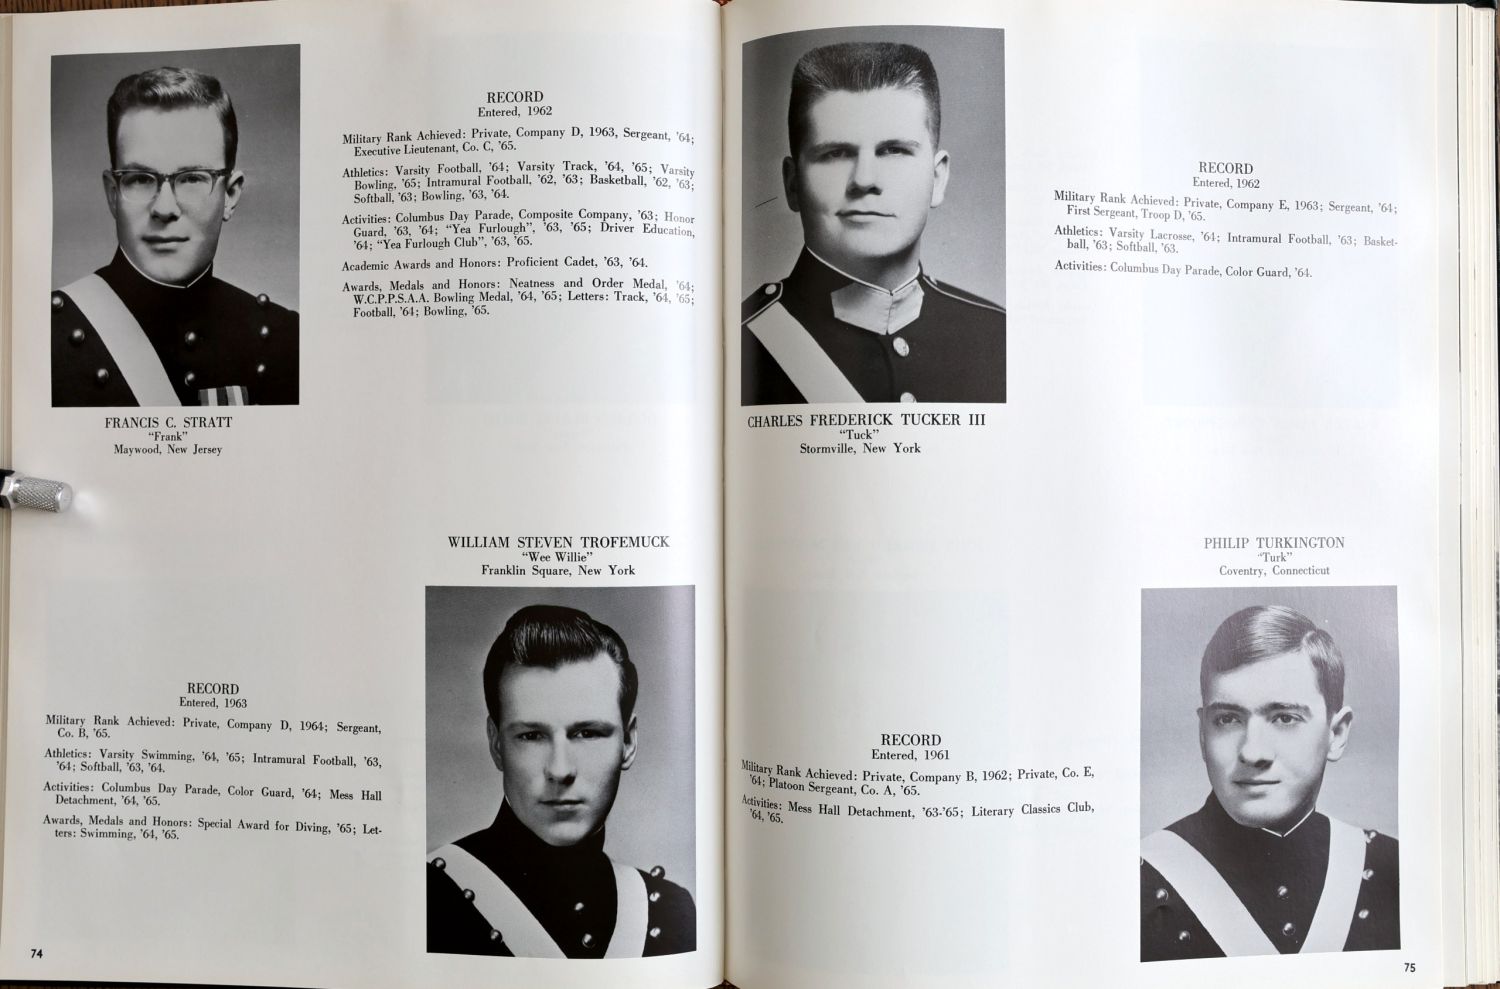 RECORD
Entered, 1962
Military Rank Achieved: Private, Company D, 1963, Sergeant, '64;
Executive Lieutenant, Co. C, '65.
Athletics: Varsity Football, '64; Varsity Track, '64, '65; Varsity
Bowling, '65; Intramural Football, '62, '63; Basketball, '62, '63;
Softball, '63; Bowling, '63, '64.
Activities: Columbus Day Parade, Composite Company, '63; Honor
Guard, '63, '64; "Yea Furlough", '63, '65; Driver Education,
'64; "Yea Furlough Club", '63, '65.
Academic Awards and Honors: Proficient Cadet, '63, '64.
Awards, Medals and Honors: Neatness and Order Medal, '64;
W.C.P.P.S.A.A. Bowling Medal, '64, '65; Letters: Track, '64, '65;
Football, '64; Bowling, '65.
FRANCIS C. STRATT
"Frank"
Maywood, New Jersey
WILLIAM STEVEN TROFEMUCK
"Wee Willie"
Franklin Square, New York
RECORD
Entered, 1963
Military Rank Achieved: Private, Company D, 1964; Sergeant,
Co. B, '65.
Athletics: Varsity Swimming, '64, '65; Intramural Football, '63,
'64; Softball, '63, '64.
Activities: Columbus Day Parade, Color Guard, '64; Mess Hall
Detachment, '64, '65.
Awards, Medals and Honors: Special Award for Diving, '65; Let-
ters: Swimming, '64, '65.
74
RECORD
Entered, 1962
Military Rank Achieved: Private, Company E, 1963; Sergeant, '64;
First Sergeant, Troop D, '65.
Athletics: Varsity Lacrosse, '64; Intramural Football, '63; Basket-
ball, '63; Softball, '63.
Activities: Columbus Day Parade, Color Guard, '64.
CHARLES FREDERICK TUCKER III
"Tuck"
Stormville, New York
PHILIP TURKINGTON
"Turk"
Coventry, Connecticut
RECORD
Entered, 1961
Military Rank Achieved: Private, Company B, 1962; Private, Co. E,
'64; Platoon Sergeant, Co. A, '65.
Activities: Mess Hall Detachment, '63-'65; Literary Classics Club,
'64, '65.
75